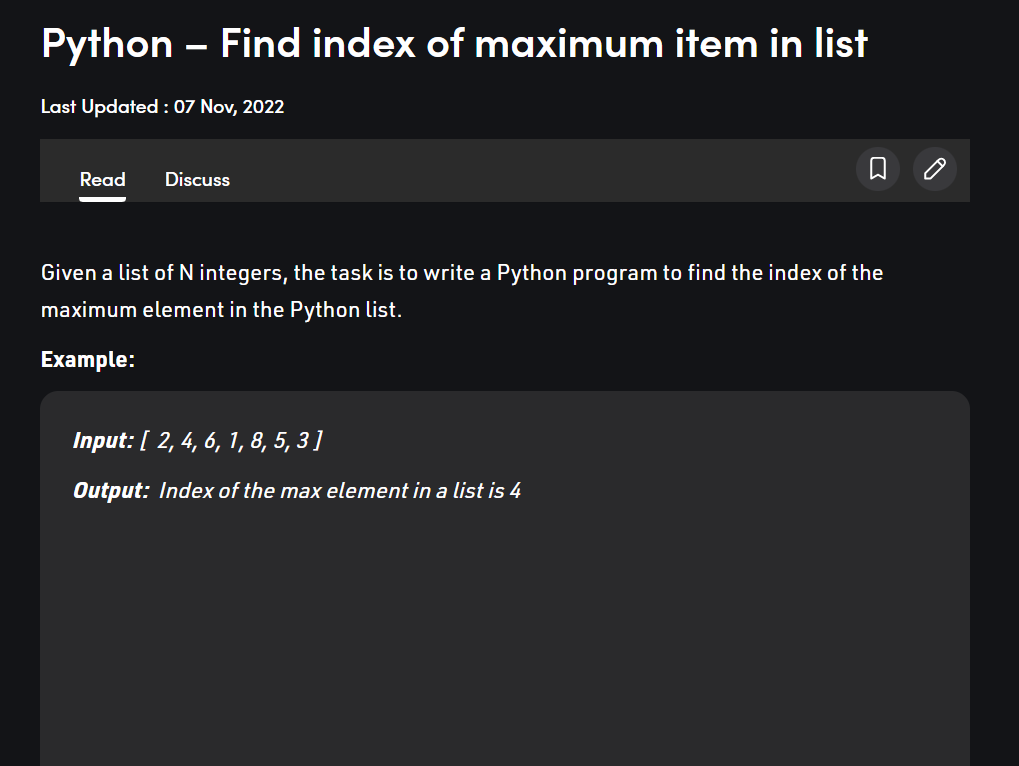 Python – Find index of maximum item in list
Last Updated : 07 Nov, 2022
Read Discuss
Given a list of N integers, the task is to write a Python program to find the index of the
maximum element in the Python list.
Example:
Input: [ 2, 4, 6, 1, 8, 5, 3 ]
Output: Index of the max element in a list is 4